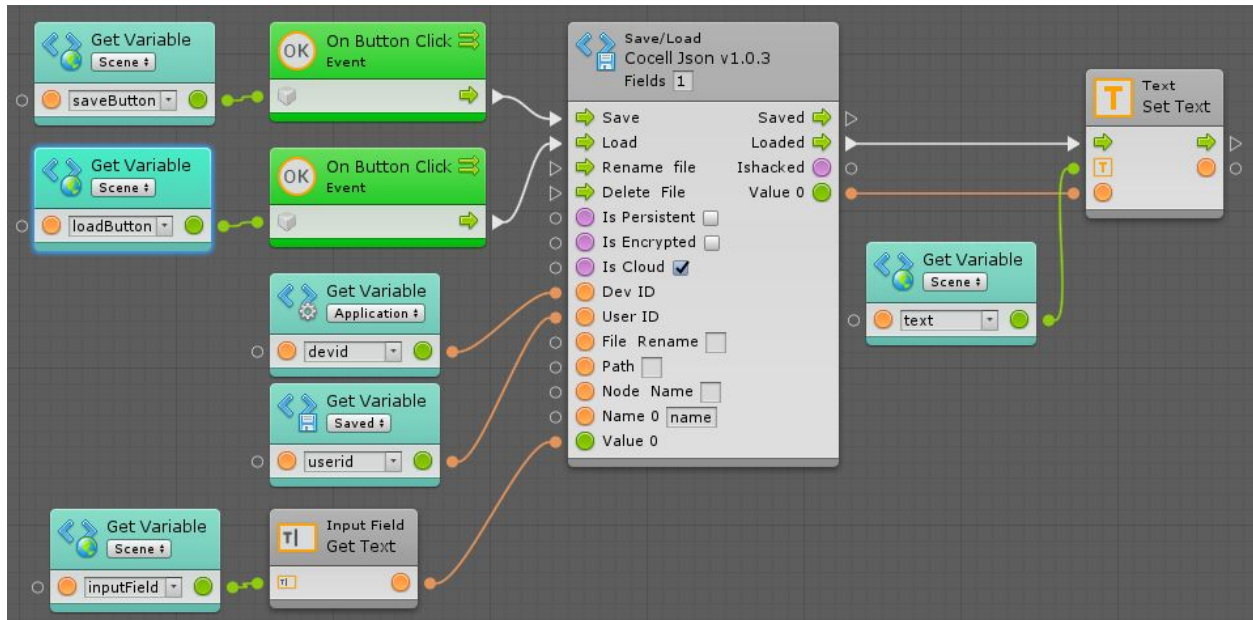 Get Variable
Scene
saveButton
OK
On Button Click
Event
Get Variable
Scene
loadButton
OK
On Button Click
Event
Get Variable
Application
devid
Get Variable
Saved
userid
Get Variable
Scene
inputField
T|
Input Field
Get Text
T|
Save/Load
Cocell Json v1.0.3
Fields 1
Save Saved
Load Loaded
Rename file Ishacked
Delete File Value 0
Is Persistent
Is Encrypted
Is Cloud
Dev ID
User ID
File Rename
Path
Node Name
Name 0 name
Value 0
Get Variable
Scene
text
T
Text
Set Text
T